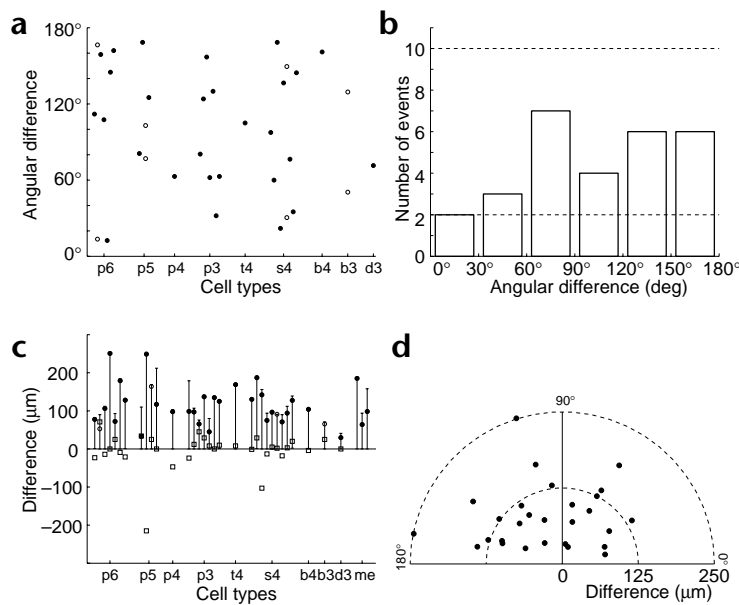 a
180°
120°
60°
0°
Angular difference
p6 p5 p4 p3 t4 s4 b4 b3 d3
Cell types
b
10
8
6
4
2
0
Number of events
0° 30° 60° 90° 120° 150° 180°
Angular difference (deg)
c
200
100
0
−100
−200
Difference (μm)
p6 p5 p4 p3 t4 s4 b4 b3 d3 me
Cell types
d
90°
180°
0°
0 125 250
Difference (μm)